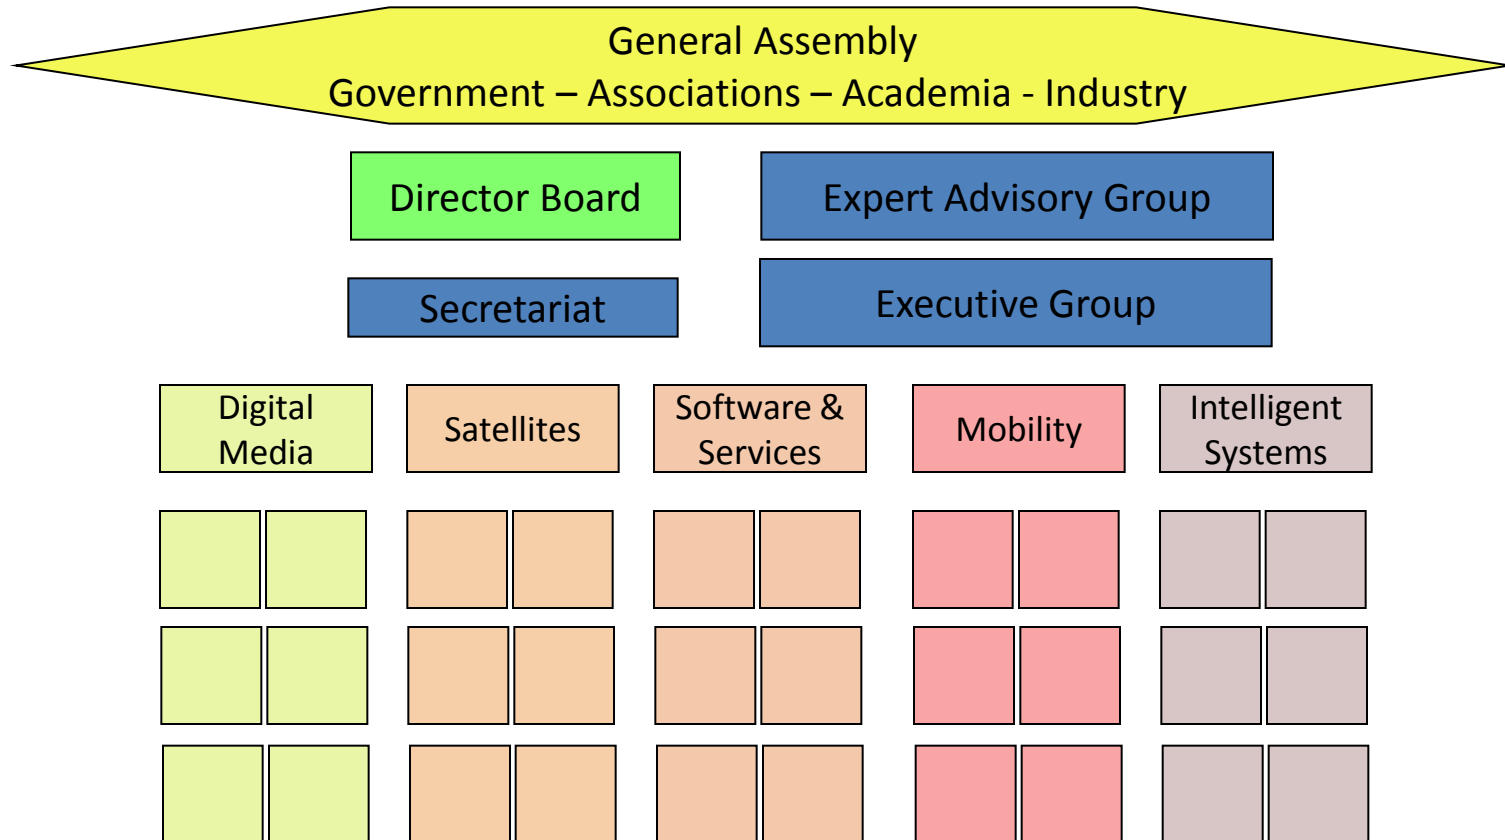 General Assembly
Government – Associations – Academia - Industry
Director Board
Expert Advisory Group
Secretariat
Executive Group
Digital
Media
Satellites
Software &
Services
Mobility
Intelligent
Systems